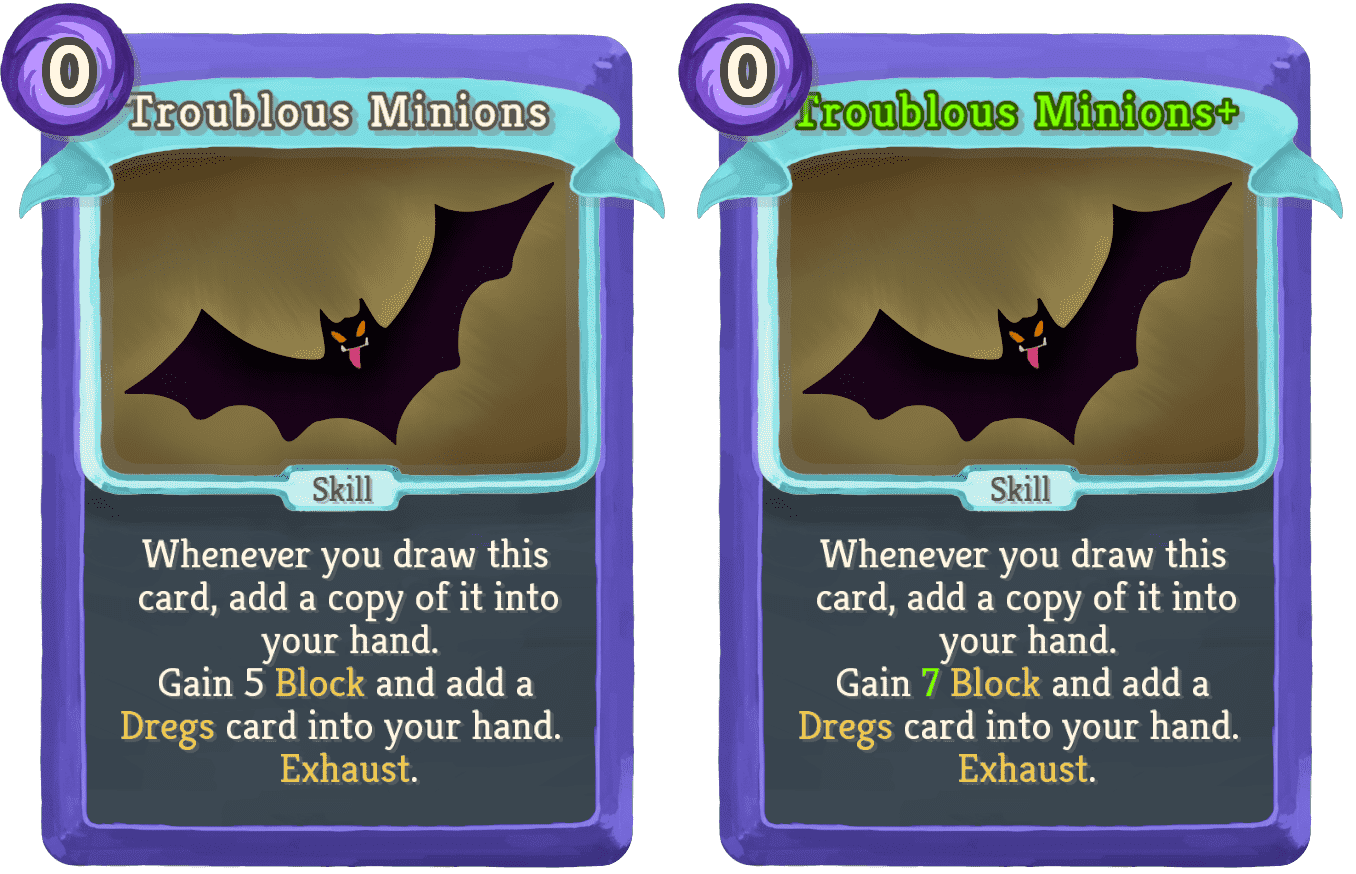 0
Troublous Minions
Skill
Whenever you draw this
card, add a copy of it into
your hand.
Gain 5 Block and add a
Dregs card into your hand.
Exhaust.
0
Troublous Minions+
Skill
Whenever you draw this
card, add a copy of it into
your hand.
Gain 7 Block and add a
Dregs card into your hand.
Exhaust.